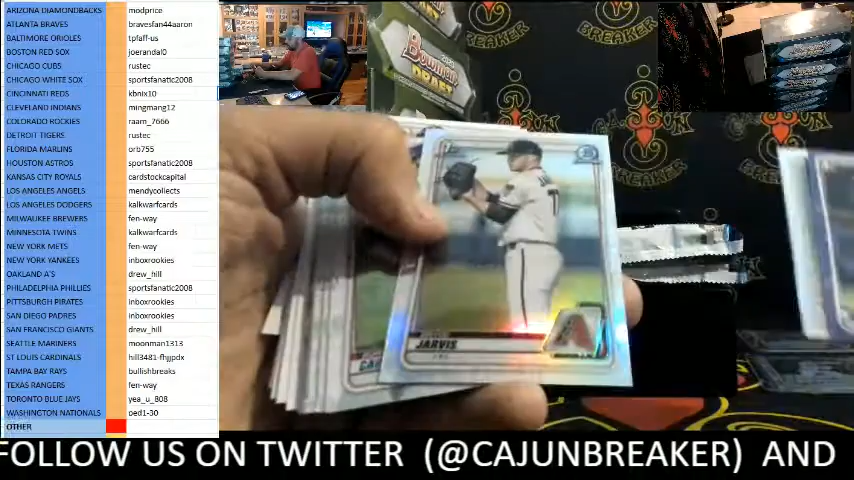 ARIZONA DIAMONDBACKS modprice
ATLANTA BRAVES bravesfan44aaron
BALTIMORE ORIOLES tpfaff-us
BOSTON RED SOX joerandal0
CHICAGO CUBS rustec
CHICAGO WHITE SOX sportsfanatic2008
CINCINNATI REDS kbnix10
CLEVELAND INDIANS mingmang12
COLORADO ROCKIES raam_7666
DETROIT TIGERS rustec
FLORIDA MARLINS orb755
HOUSTON ASTROS sportsfanatic2008
KANSAS CITY ROYALS cardstockcapital
LOS ANGELES ANGELS mendycollects
LOS ANGELES DODGERS kalkwarfcards
MILWAUKEE BREWERS fen-way
MINNESOTA TWINS kalkwarfcards
NEW YORK METS fen-way
NEW YORK YANKEES inboxrookies
OAKLAND A'S drew_hill
PHILADELPHIA PHILLIES sportsfanatic2008
PITTSBURGH PIRATES inboxrookies
SAN DIEGO PADRES inboxrookies
SAN FRANCISCO GIANTS drew_hill
SEATTLE MARINERS moonman1313
ST LOUIS CARDINALS hill3481-fhjjpdx
TAMPA BAY RAYS bullishbreaks
TEXAS RANGERS fen-way
TORONTO BLUE JAYS yea_u_808
WASHINGTON NATIONALS ped1-30
OTHER
Bowman
DRAFT
BREAKER
BREAKER
CAJUN
BREAKER
JARVIS
FOLLOW US ON TWITTER (@CAJUNBREAKER) AND